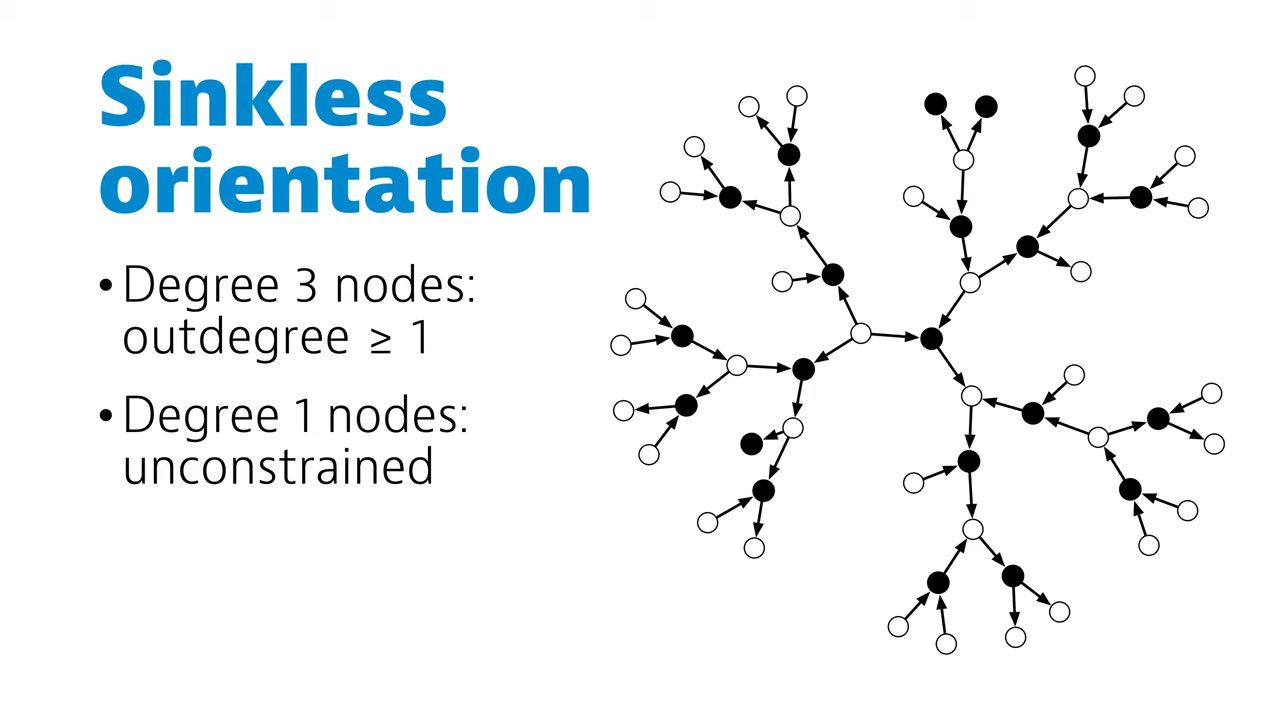 Sinkless
orientation
• Degree 3 nodes:
outdegree ≥ 1
• Degree 1 nodes:
unconstrained